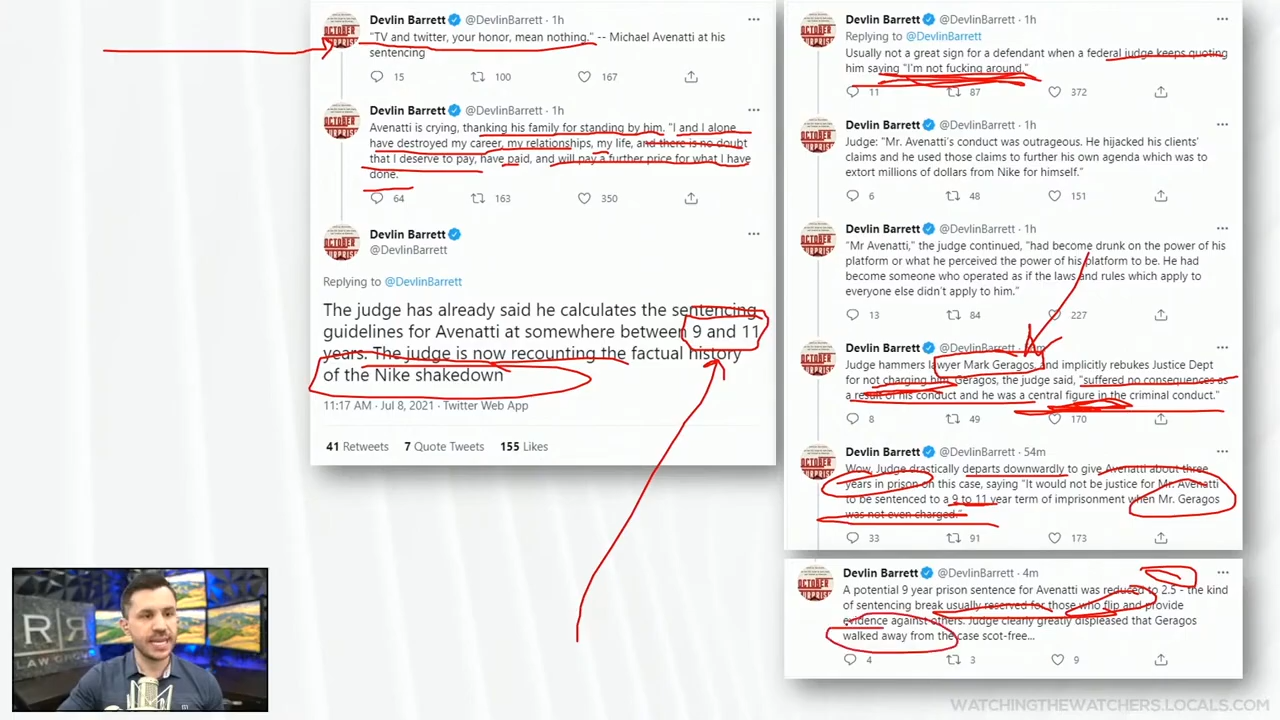 Devlin Barrett @DevlinBarrett · 1h
"TV and twitter, your honor, mean nothing." -- Michael Avenatti at his
sentencing
15 100 167
Devlin Barrett @DevlinBarrett · 1h
Avenatti is crying, thanking his family for standing by him. "I and I alone
have destroyed my career, my relationships, my life, and there is no doubt
that I deserve to pay, have paid, and will pay a further price for what I have
done.
64 163 350
Devlin Barrett
@DevlinBarrett
Replying to @DevlinBarrett
The judge has already said he calculates the sentencing
guidelines for Avenatti at somewhere between 9 and 11
years. The judge is now recounting the factual history
of the Nike shakedown
11:17 AM · Jul 8, 2021 · Twitter Web App
41 Retweets 7 Quote Tweets 155 Likes
Devlin Barrett @DevlinBarrett · 1h
Replying to @DevlinBarrett
Usually not a great sign for a defendant when a federal judge keeps quoting
him saying "I'm not fucking around."
11 87 372
Devlin Barrett @DevlinBarrett · 1h
Judge: "Mr. Avenatti's conduct was outrageous. He hijacked his clients'
claims and he used those claims to further his own agenda which was to
extort millions of dollars from Nike for himself."
6 48 151
Devlin Barrett @DevlinBarrett · 1h
"Mr Avenatti," the judge continued, "had become drunk on the power of his
platform or what he perceived the power of his platform to be. He had
become someone who operated as if the laws and rules which apply to
everyone else didn't apply to him."
13 84 227
Devlin Barrett @DevlinBarrett
Judge hammers lawyer Mark Geragos, and implicitly rebukes Justice Dept
for not charging him. Geragos, the judge said, "suffered no consequences as
a result of his conduct and he was a central figure in the criminal conduct."
8 49 170
Devlin Barrett @DevlinBarrett · 54m
Wow. Judge drastically departs downwardly to give Avenatti about three
years in prison on this case, saying "It would not be justice for Mr. Avenatti
to be sentenced to a 9 to 11 year term of imprisonment when Mr. Geragos
was not even charged."
33 91 173
Devlin Barrett @DevlinBarrett · 4m
A potential 9 year prison sentence for Avenatti was reduced to 2.5 - the kind
of sentencing break usually reserved for those who flip and provide
evidence against others. Judge clearly greatly displeased that Geragos
walked away from the case scot-free...
4 3 9
OCTOBER
R R
LAW GROUP
WATCHINGTHEWATCHERS.LOCALS.COM